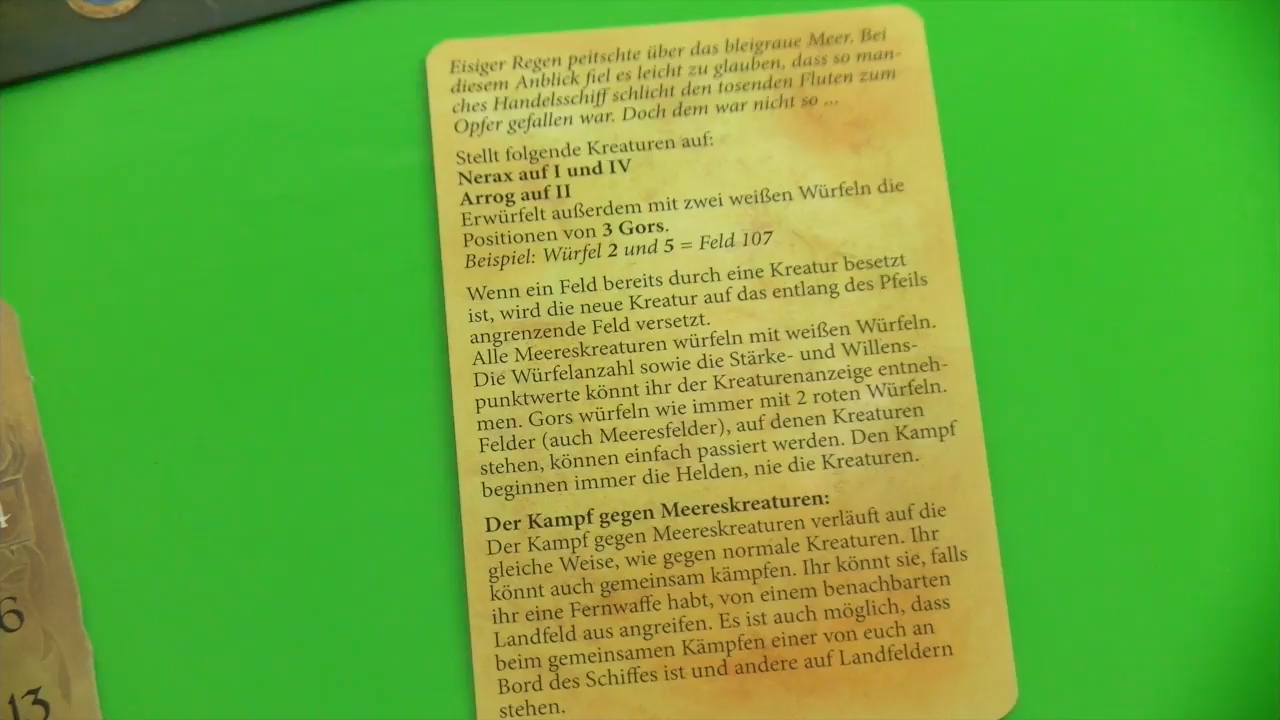 Eisiger Regen peitschte über das bleigraue Meer. Bei
diesem Anblick fiel es leicht zu glauben, dass so man-
ches Handelsschiff schlicht den tosenden Fluten zum
Opfer gefallen war. Doch dem war nicht so ...
Stellt folgende Kreaturen auf:
Nerax auf I und IV
Arrog auf II
Erwürfelt außerdem mit zwei weißen Würfeln die
Positionen von 3 Gors.
Beispiel: Würfel 2 und 5 = Feld 107
Wenn ein Feld bereits durch eine Kreatur besetzt
ist, wird die neue Kreatur auf das entlang des Pfeils
angrenzende Feld versetzt.
Alle Meereskreaturen würfeln mit weißen Würfeln.
Die Würfelanzahl sowie die Stärke- und Willens-
punktwerte könnt ihr der Kreaturenanzeige entneh-
men. Gors würfeln wie immer mit 2 roten Würfeln.
Felder (auch Meeresfelder), auf denen Kreaturen
stehen, können einfach passiert werden. Den Kampf
beginnen immer die Helden, nie die Kreaturen.
Der Kampf gegen Meereskreaturen:
Der Kampf gegen Meereskreaturen verläuft auf die
gleiche Weise, wie gegen normale Kreaturen. Ihr
könnt auch gemeinsam kämpfen. Ihr könnt sie, falls
ihr eine Fernwaffe habt, von einem benachbarten
Landfeld aus angreifen. Es ist auch möglich, dass
beim gemeinsamen Kämpfen einer von euch an
Bord des Schiffes ist und andere auf Landfeldern
stehen.
4
6
13